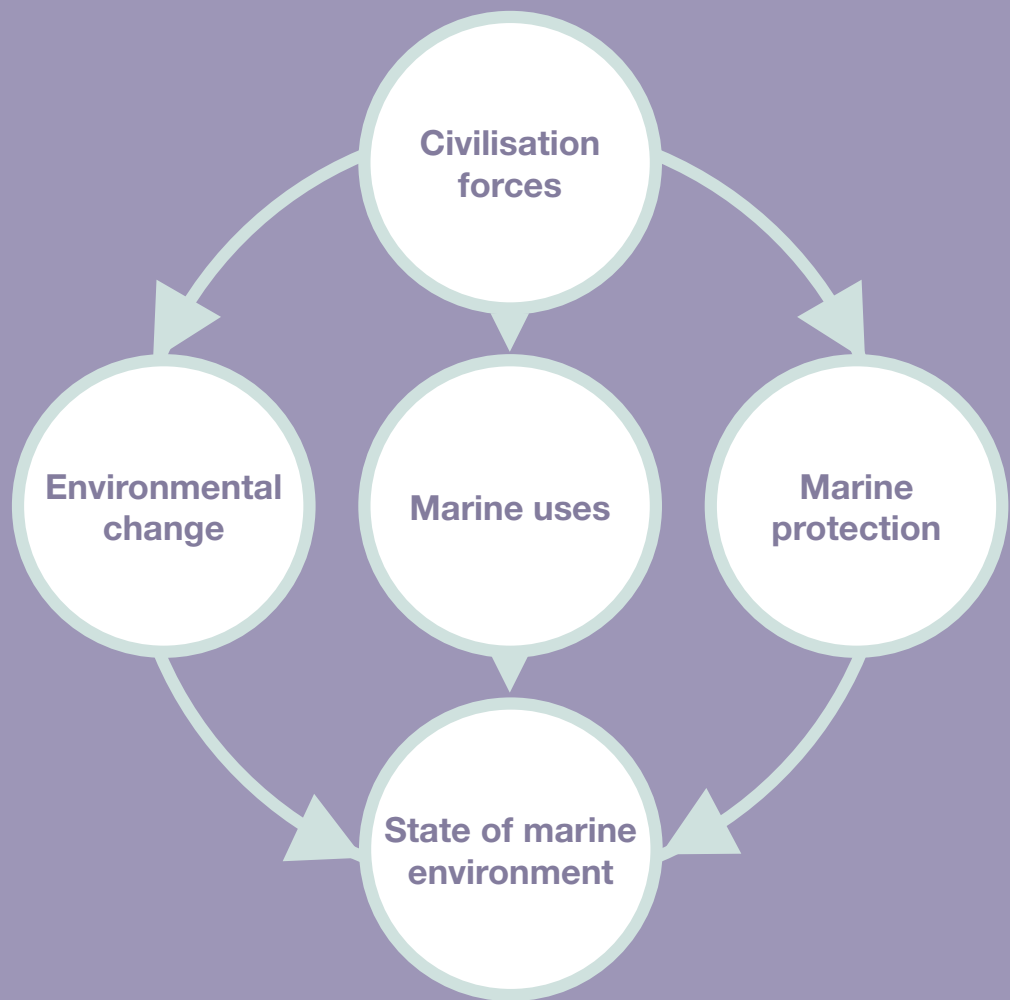 Civilisation
forces
Environmental
change
Marine uses
Marine
protection
State of marine
environment